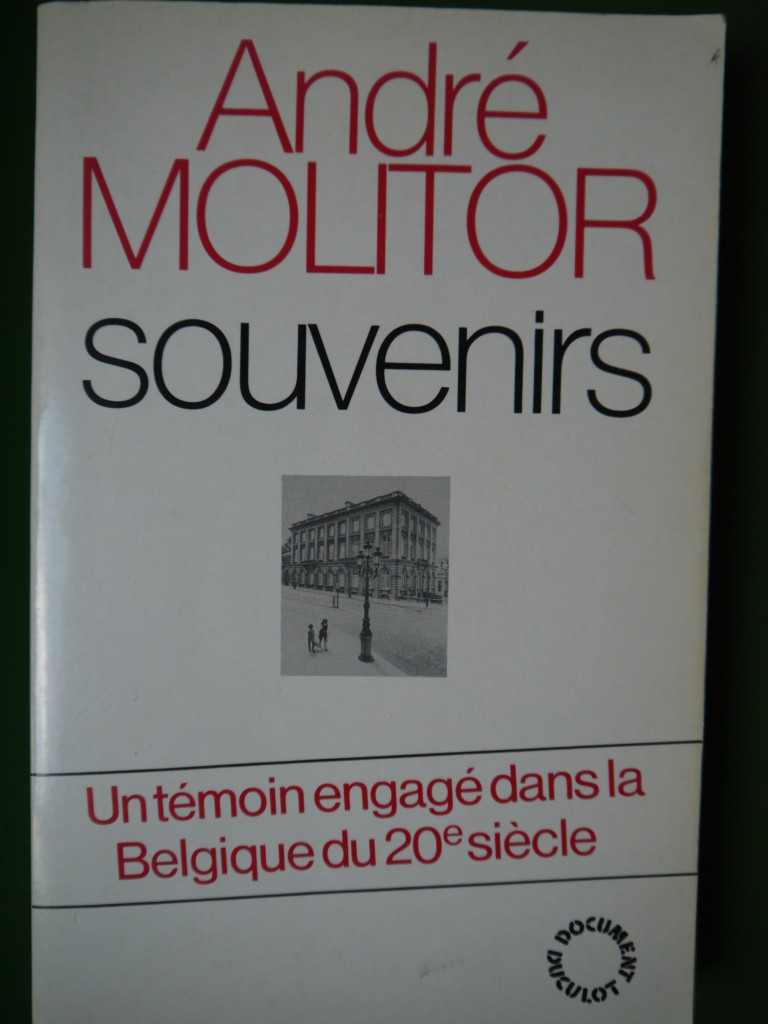 André
MOLITOR
souvenirs
Un témoin engagé dans la
Belgique du 20e siècle
DOCUMENT
DUCULOT